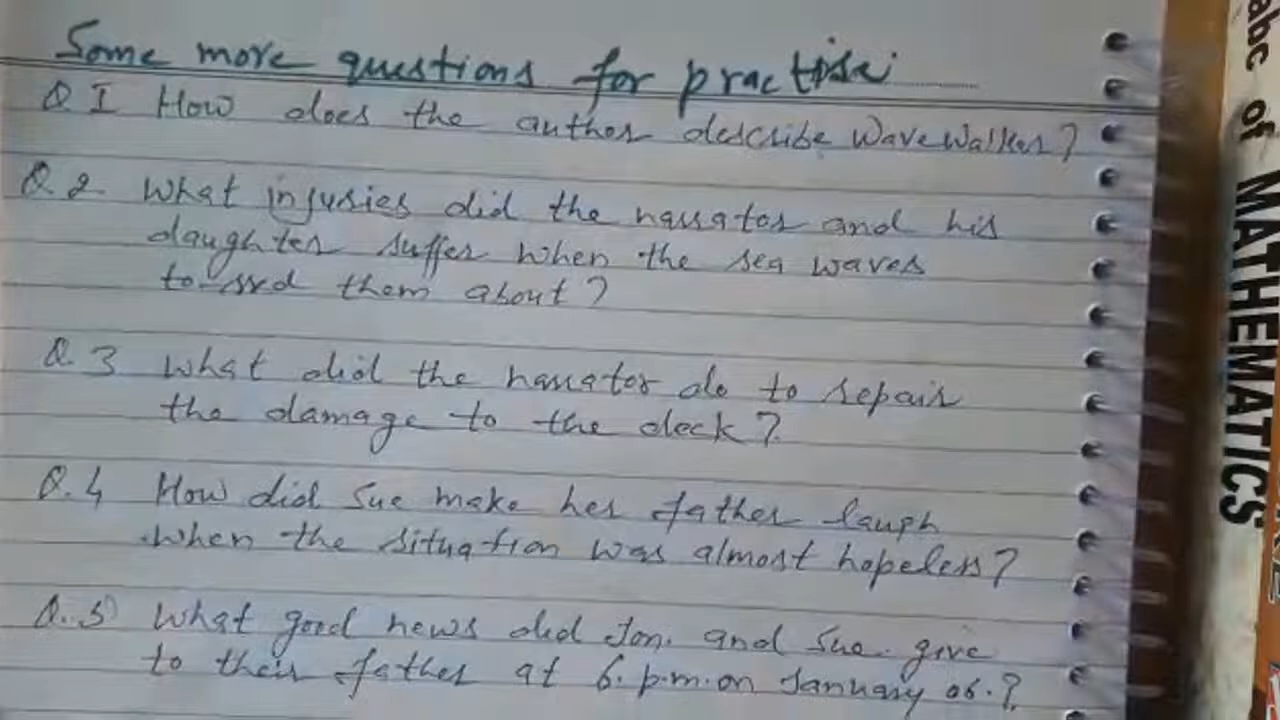 Some more questions for practise
Q I How does the author describe WaveWalker?
Q.2 What injuries did the narrator and his
daughter suffer when the sea waves
tossed them about?
Q.3 What did the narrator do to repair
the damage to the deck?
Q.4 How did Sue make her father laugh
when the situation was almost hopeless?
Q.5 What good news did Jon. and Sue. give
to their father at 6. p.m. on January 06.?
abc of MATHEMATICS